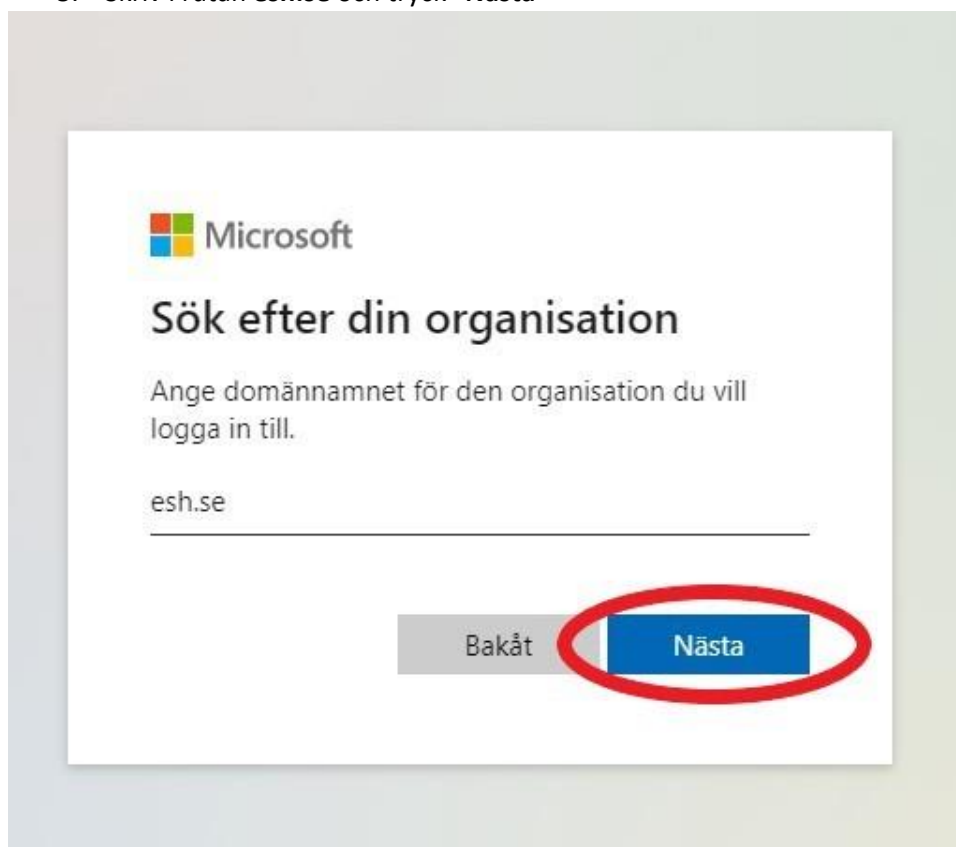 Microsoft
Sök efter din organisation
Ange domännamnet för den organisation du vill
logga in till.
esh.se
Bakåt
Nästa